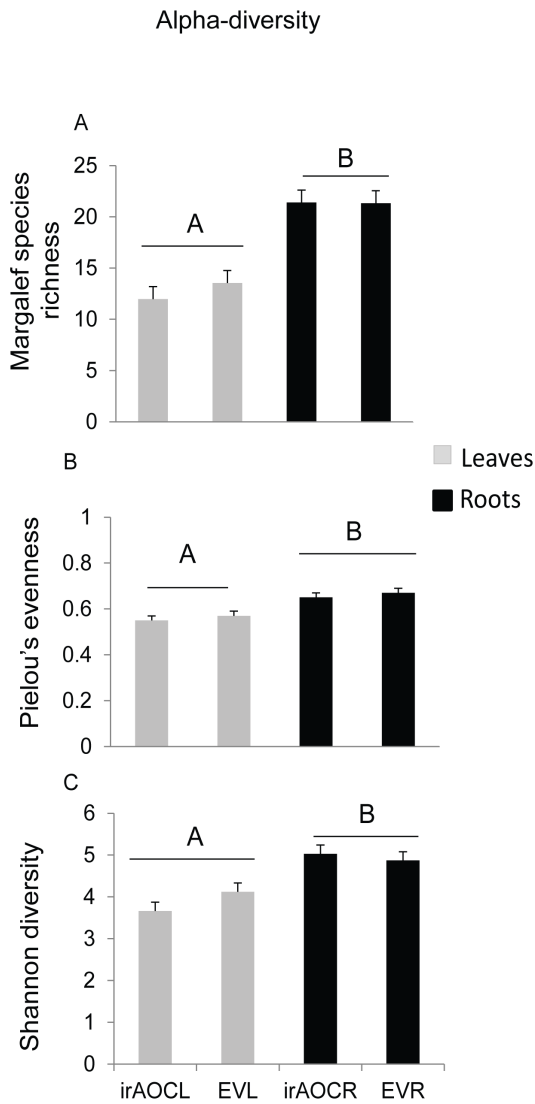 Alpha-diversity
A
Margalef species
richness
25
20
15
10
5
0
A
B
Leaves
Roots
B
Pielou's evenness
1
0.8
0.6
0.4
0.2
0
A
B
C
Shannon diversity
6
5
4
3
2
1
0
A
B
irAOCL EVL irAOCR EVR